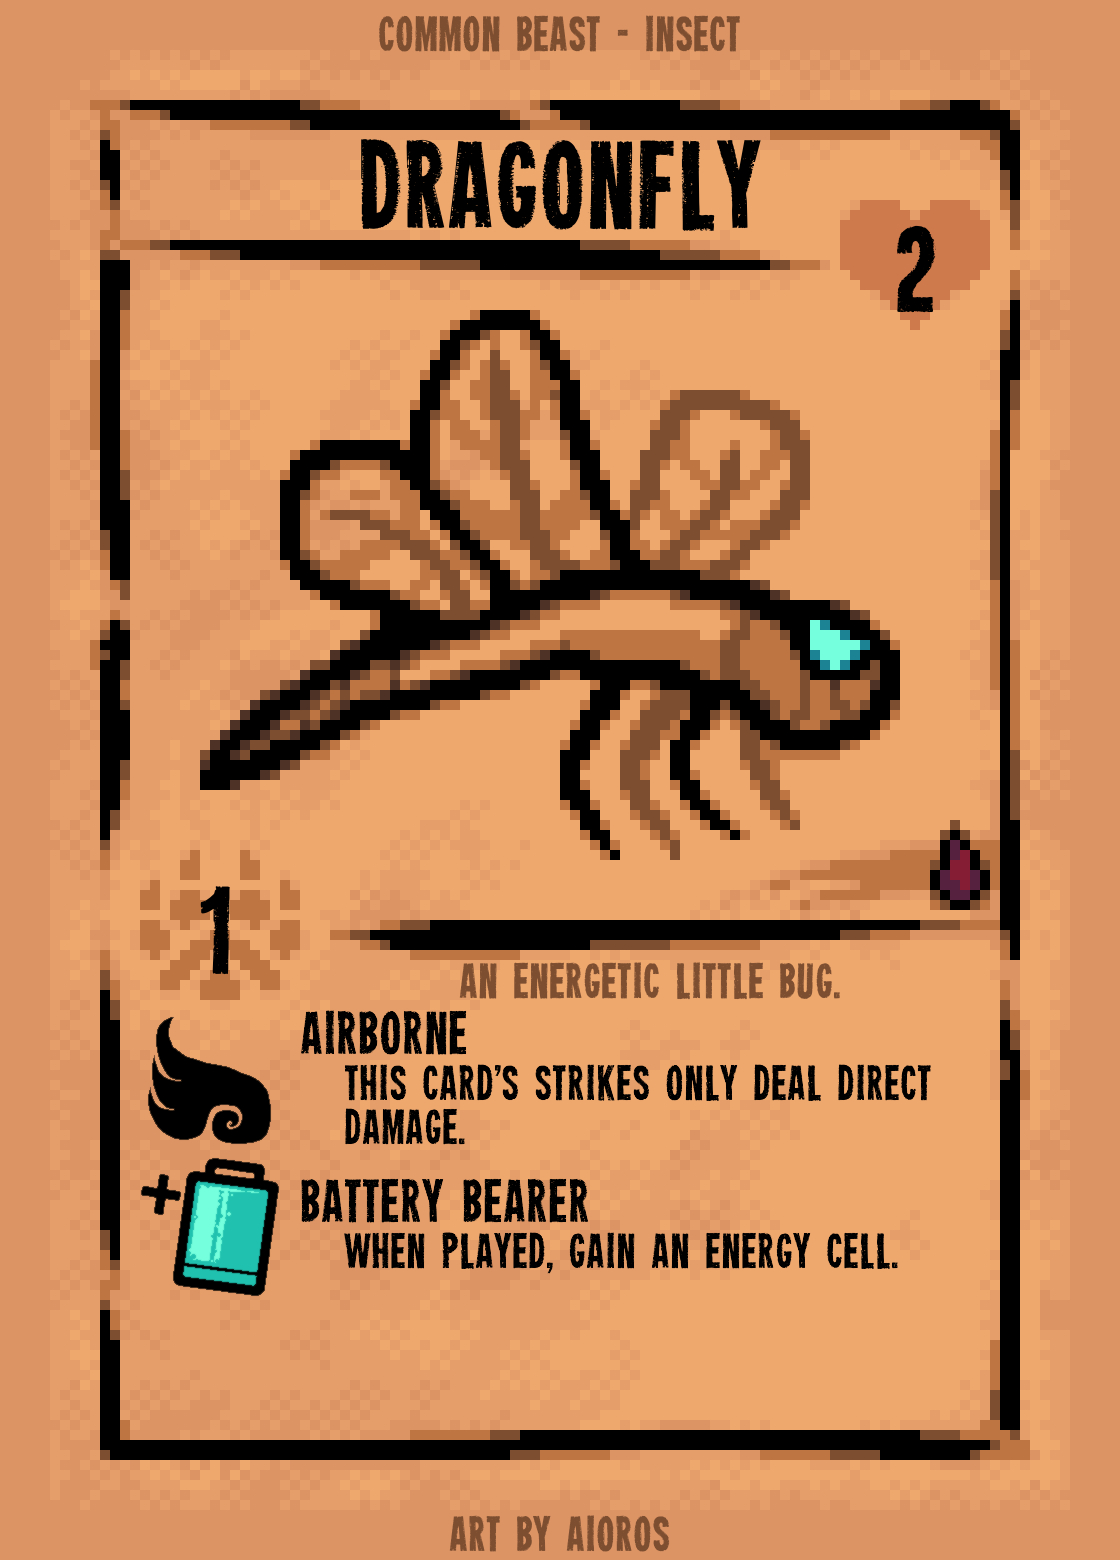 COMMON BEAST - INSECT
DRAGONFLY
2
1
AN ENERGETIC LITTLE BUG.
AIRBORNE
THIS CARD'S STRIKES ONLY DEAL DIRECT
DAMAGE.
BATTERY BEARER
WHEN PLAYED, GAIN AN ENERGY CELL.
ART BY AIOROS